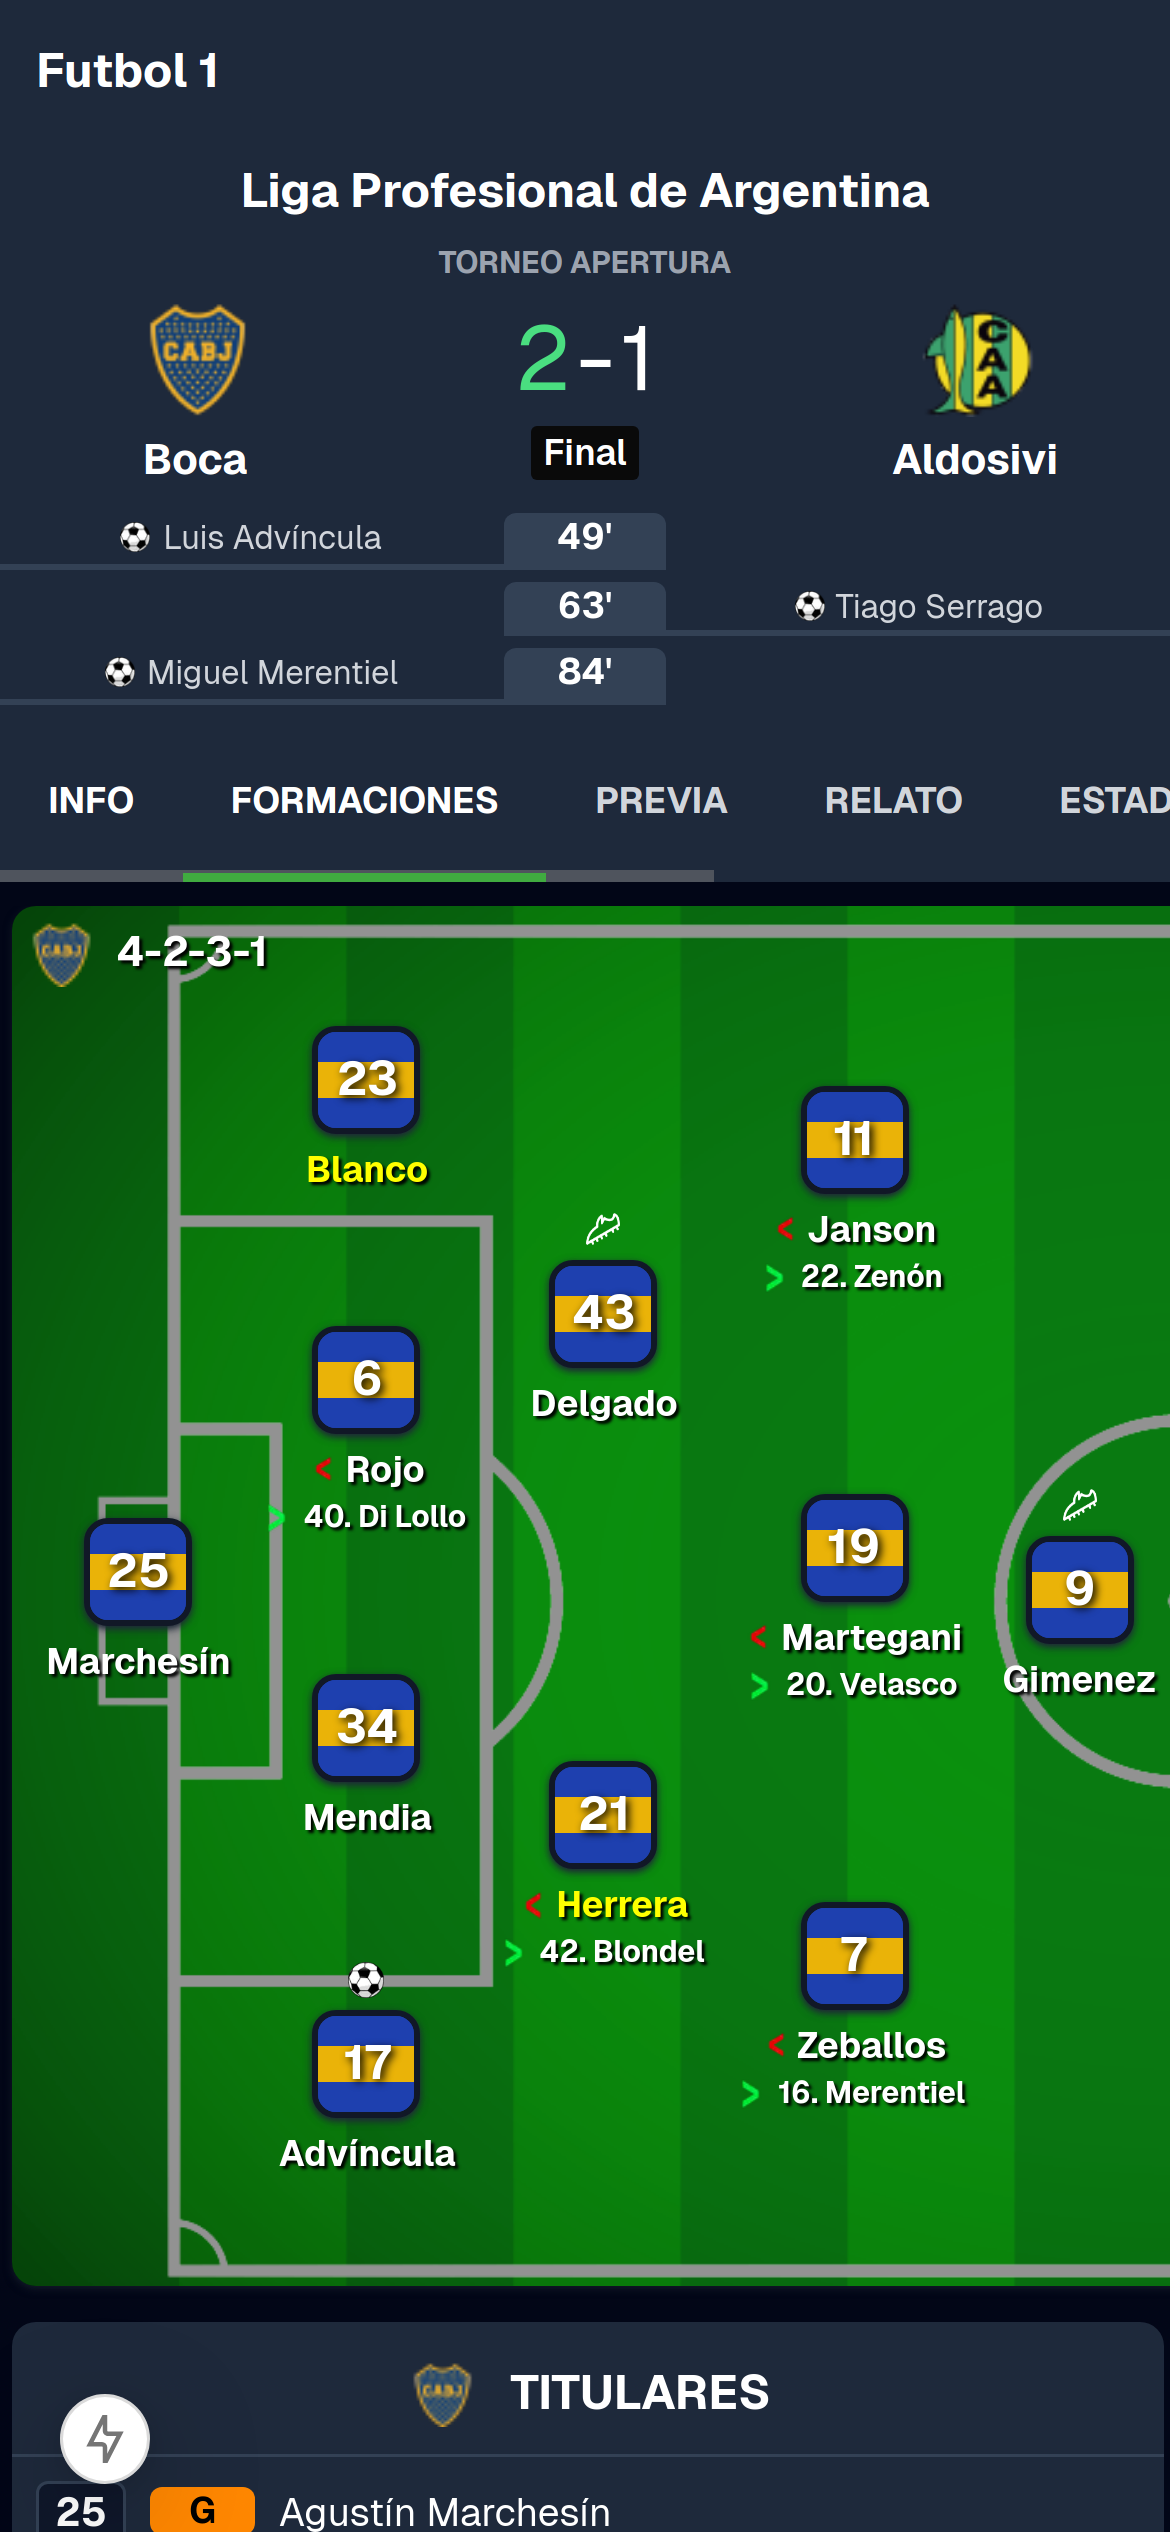 Futbol 1
Liga Profesional de Argentina
TORNEO APERTURA
CABJ
2-1
CAA
Boca
Final
Aldosivi
Luis Advíncula 49'
63' Tiago Serrago
Miguel Merentiel 84'
INFO FORMACIONES PREVIA RELATO ESTAD
CABJ 4-2-3-1
23
Blanco
11
< Janson
> 22. Zenón
43
Delgado
6
< Rojo
> 40. Di Lollo
19
< Martegani
> 20. Velasco
9
Gimenez
25
Marchesín
34
Mendia
21
< Herrera
> 42. Blondel
7
< Zeballos
> 16. Merentiel
17
Advíncula
CABJ TITULARES
25 G Agustín Marchesín